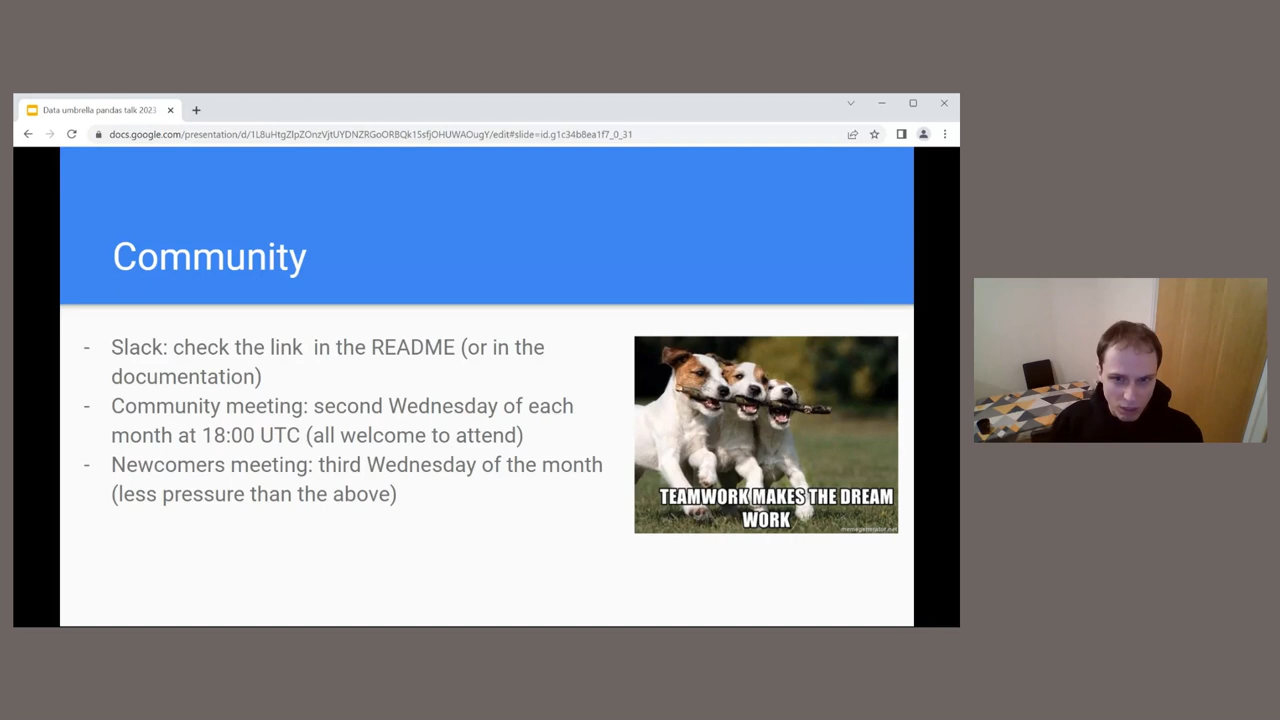 Data umbrella pandas talk 2023
docs.google.com/presentation/d/1L8uHtgZlpZOnzVjtUYDNZRGoORBQk15sfjOHUWAOugY/edit#slide=id.g1c34b8ea1f7_0_31
Community
- Slack: check the link in the README (or in the
documentation)
- Community meeting: second Wednesday of each
month at 18:00 UTC (all welcome to attend)
- Newcomers meeting: third Wednesday of the month
(less pressure than the above)
TEAMWORK MAKES THE DREAM
WORK
memegenerator.net